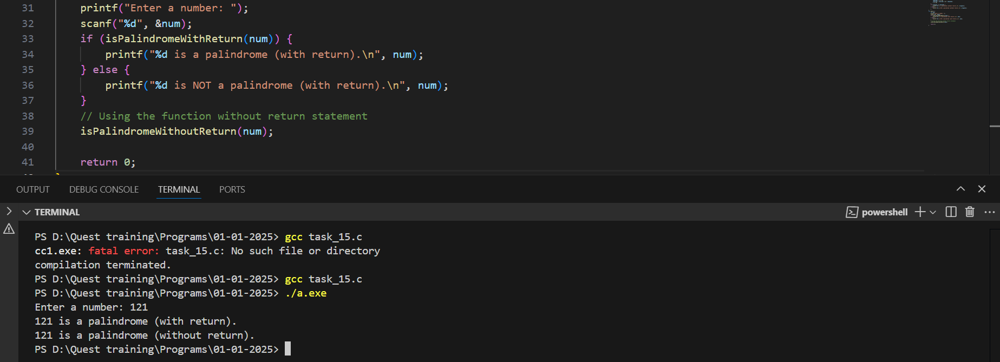 31 printf("Enter a number: ");
32 scanf("%d", &num);
33 if (isPalindromeWithReturn(num)) {
34 printf("%d is a palindrome (with return).\n", num);
35 } else {
36 printf("%d is NOT a palindrome (with return).\n", num);
37 }
38 // Using the function without return statement
39 isPalindromeWithoutReturn(num);
40
41 return 0;
OUTPUT DEBUG CONSOLE TERMINAL PORTS
TERMINAL powershell
PS D:\Quest training\Programs\01-01-2025> gcc task_15.c
cc1.exe: fatal error: task_15.c: No such file or directory
compilation terminated.
PS D:\Quest training\Programs\01-01-2025> gcc task_15.c
PS D:\Quest training\Programs\01-01-2025> ./a.exe
Enter a number: 121
121 is a palindrome (with return).
121 is a palindrome (without return).
PS D:\Quest training\Programs\01-01-2025>